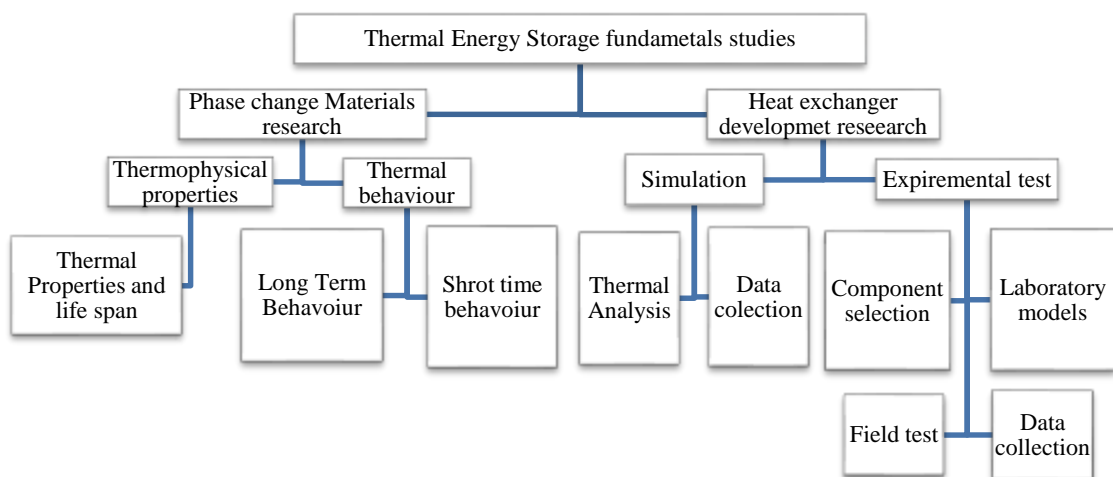 Thermal Energy Storage fundametals studies
Phase change Materials
research
Heat exchanger
developmet reseearch
Thermophysical
properties
Thermal
behaviour
Simulation
Expiremental test
Thermal
Properties and
life span
Long Term
Behavoiur
Shrot time
behavoiur
Thermal
Analysis
Data
colection
Component
selection
Laboratory
models
Field test
Data
collection